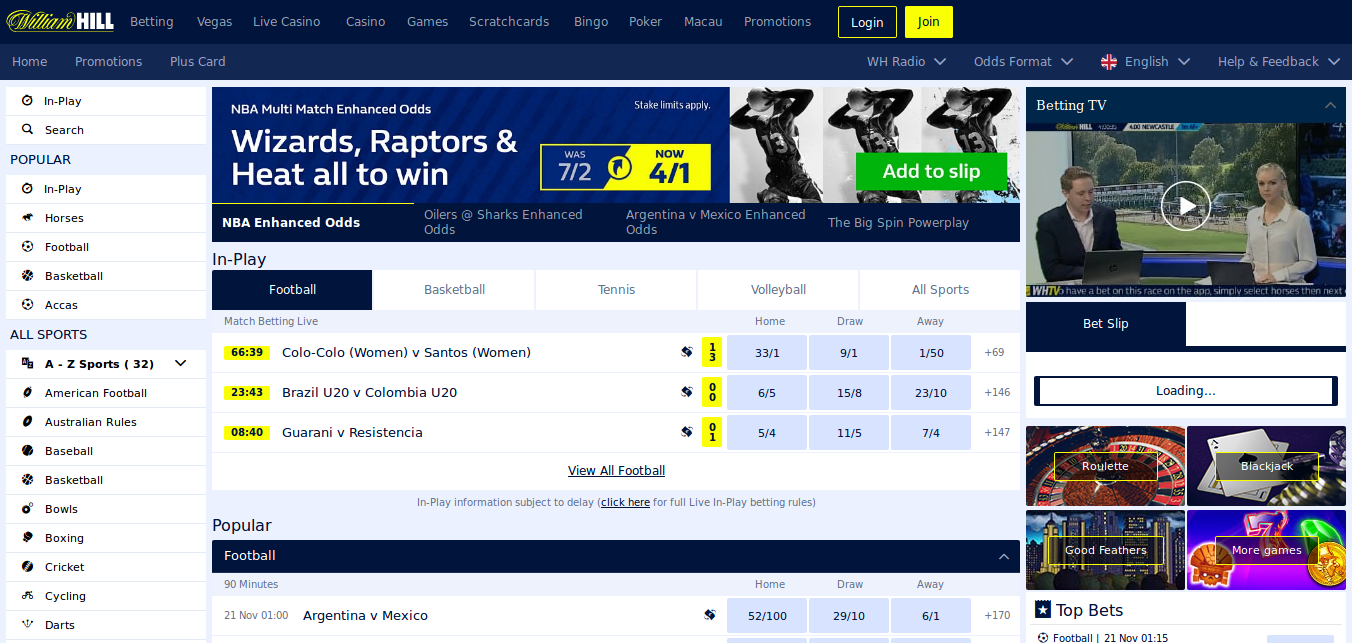 William HILL
Betting
Vegas
Live Casino
Casino
Games
Scratchcards
Bingo
Poker
Macau
Promotions
Login
Join
Home
Promotions
Plus Card
WH Radio
Odds Format
English
Help & Feedback
In-Play
Search
POPULAR
In-Play
Horses
Football
Basketball
Accas
ALL SPORTS
A - Z Sports ( 32)
American Football
Australian Rules
Baseball
Basketball
Bowls
Boxing
Cricket
Cycling
Darts
NBA Multi Match Enhanced Odds
Stake limits apply.
Wizards, Raptors &
Heat all to win
WAS
7/2
NOW
4/1
Add to slip
NBA Enhanced Odds
Oilers @ Sharks Enhanced
Odds
Argentina v Mexico Enhanced
Odds
The Big Spin Powerplay
In-Play
Football
Basketball
Tennis
Volleyball
All Sports
Match Betting Live
Home
Draw
Away
66:39 Colo-Colo (Women) v Santos (Women) 1 3 33/1 9/1 1/50 +69
23:43 Brazil U20 v Colombia U20 0 0 6/5 15/8 23/10 +146
08:40 Guarani v Resistencia 0 1 5/4 11/5 7/4 +147
View All Football
In-Play information subject to delay (click here for full Live In-Play betting rules)
Popular
Football
90 Minutes
Home
Draw
Away
21 Nov 01:00 Argentina v Mexico 52/100 29/10 6/1 +170
Betting TV
William HILL
4.00 NEWCASTLE
WHTV o have a bet on this race on the app, simply select horses then next
Bet Slip
Loading...
Roulette
Blackjack
Good Feathers
More games
Top Bets
Football | 21 Nov 01:15